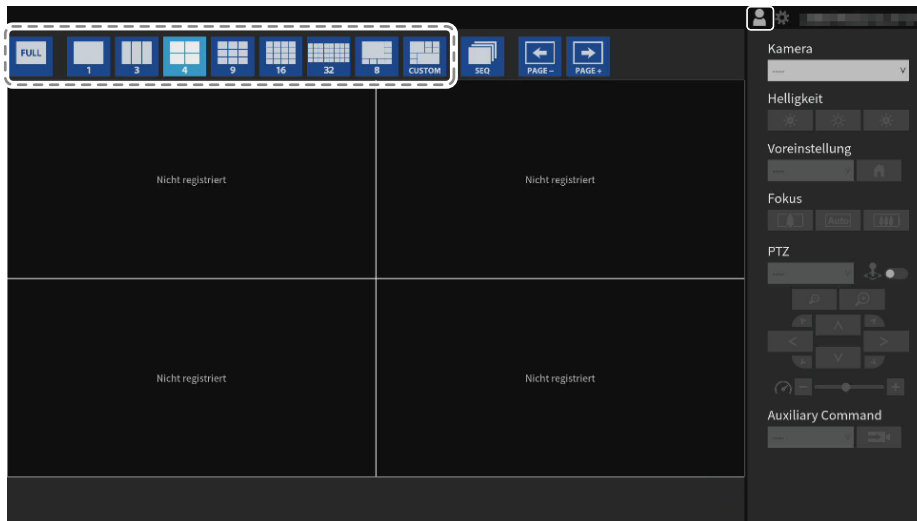 FULL
1
3
4
9
16
32
8
CUSTOM
SEQ
PAGE –
PAGE +
Kamera
----
Helligkeit
Voreinstellung
----
Fokus
Auto
PTZ
----
Auxiliary Command
----
Nicht registriert
Nicht registriert
Nicht registriert
Nicht registriert